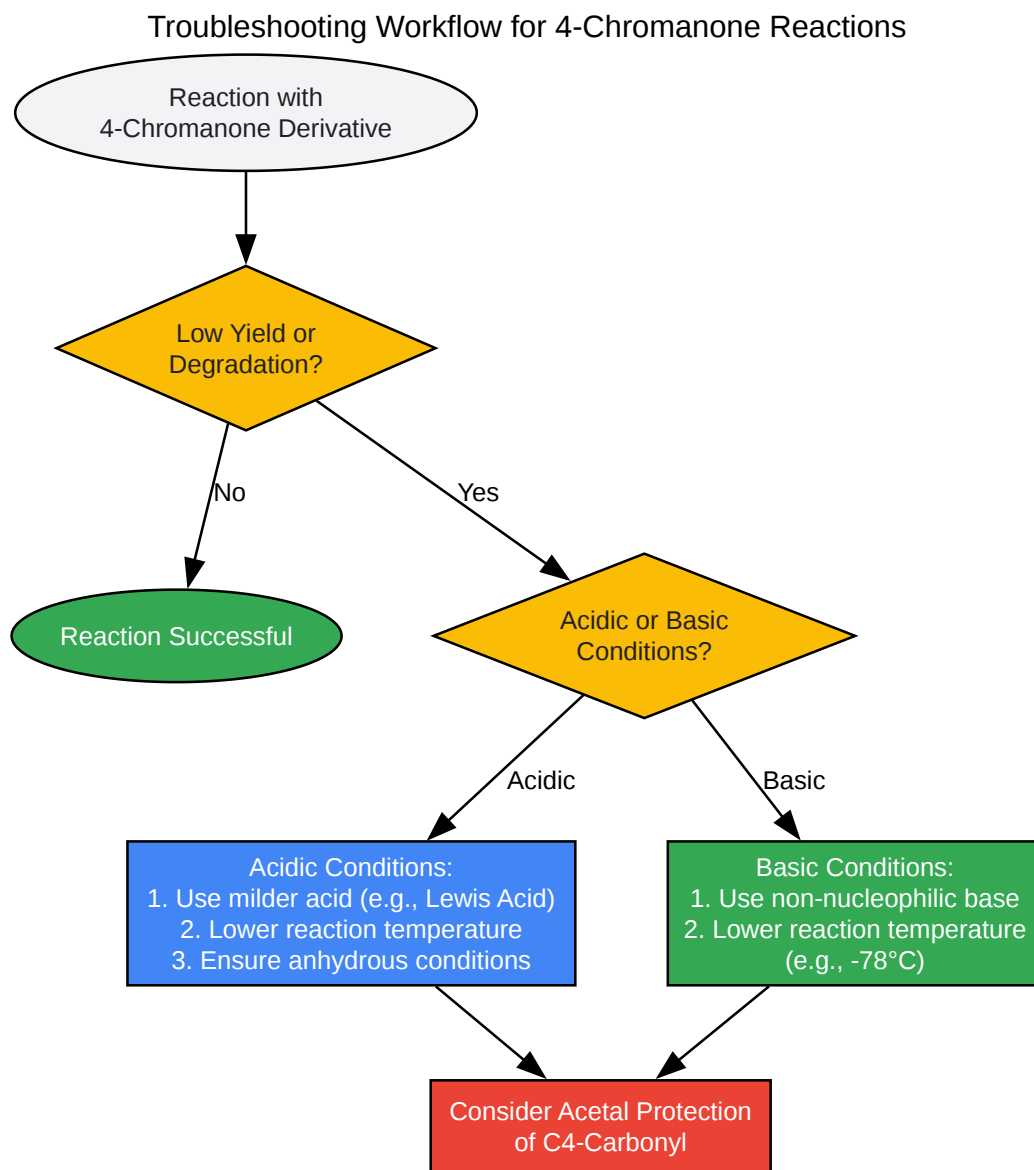 Troubleshooting Workflow for 4-Chromanone Reactions
Reaction with
4-Chromanone Derivative
Low Yield or
Degradation?
No
Yes
Reaction Successful
Acidic or Basic
Conditions?
Acidic
Basic
Acidic Conditions:
1. Use milder acid (e.g., Lewis Acid)
2. Lower reaction temperature
3. Ensure anhydrous conditions
Basic Conditions:
1. Use non-nucleophilic base
2. Lower reaction temperature
(e.g., -78°C)
Consider Acetal Protection
of C4-Carbonyl